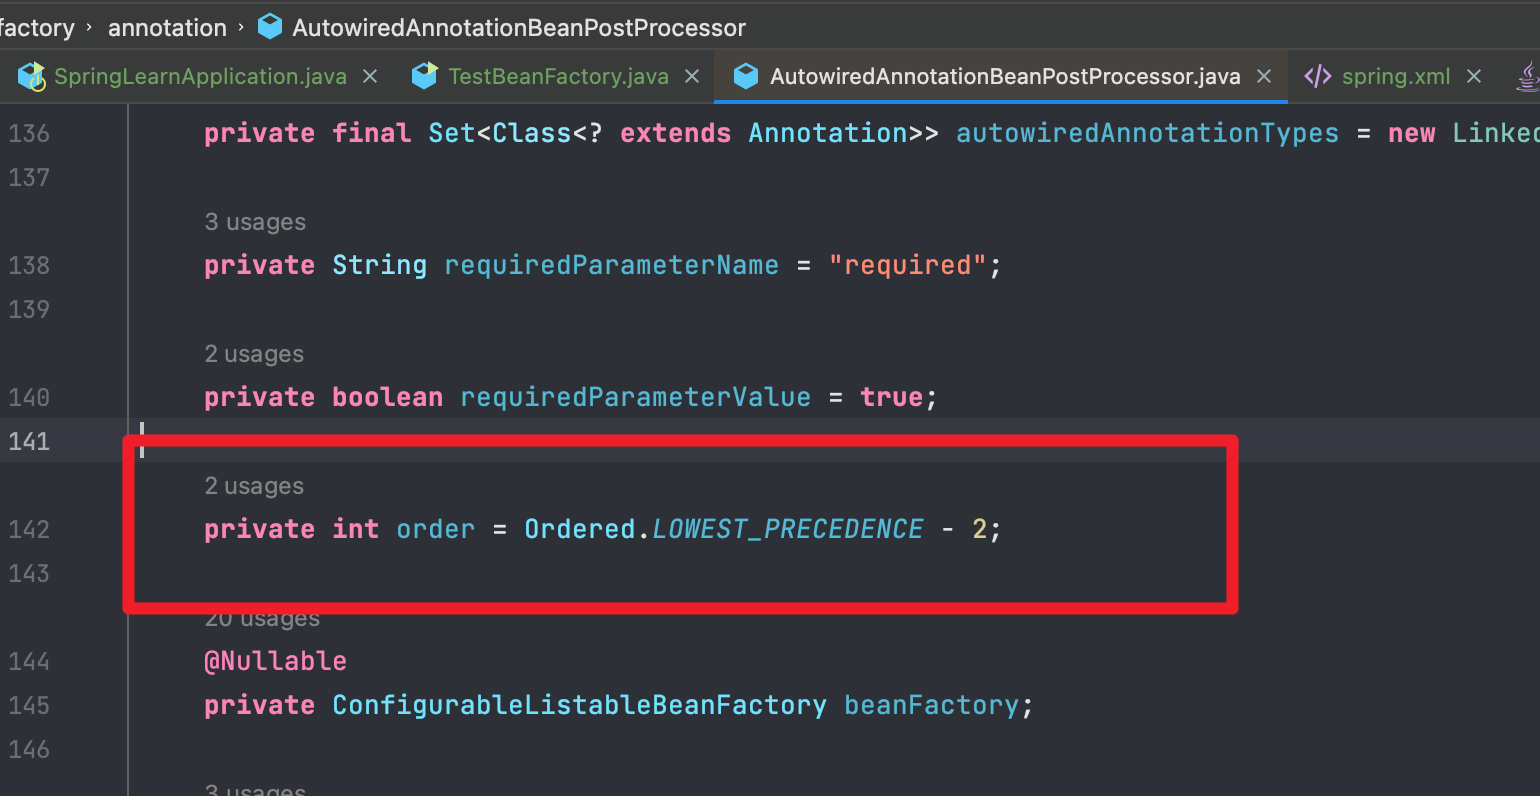 factory › annotation › AutowiredAnnotationBeanPostProcessor
SpringLearnApplication.java × TestBeanFactory.java × AutowiredAnnotationBeanPostProcessor.java × </> spring.xml ×
136 private final Set<Class<? extends Annotation>> autowiredAnnotationTypes = new Linked
137
3 usages
138 private String requiredParameterName = "required";
139
2 usages
140 private boolean requiredParameterValue = true;
141
2 usages
142 private int order = Ordered.LOWEST_PRECEDENCE - 2;
143
20 usages
144 @Nullable
145 private ConfigurableListableBeanFactory beanFactory;
146
3 usages